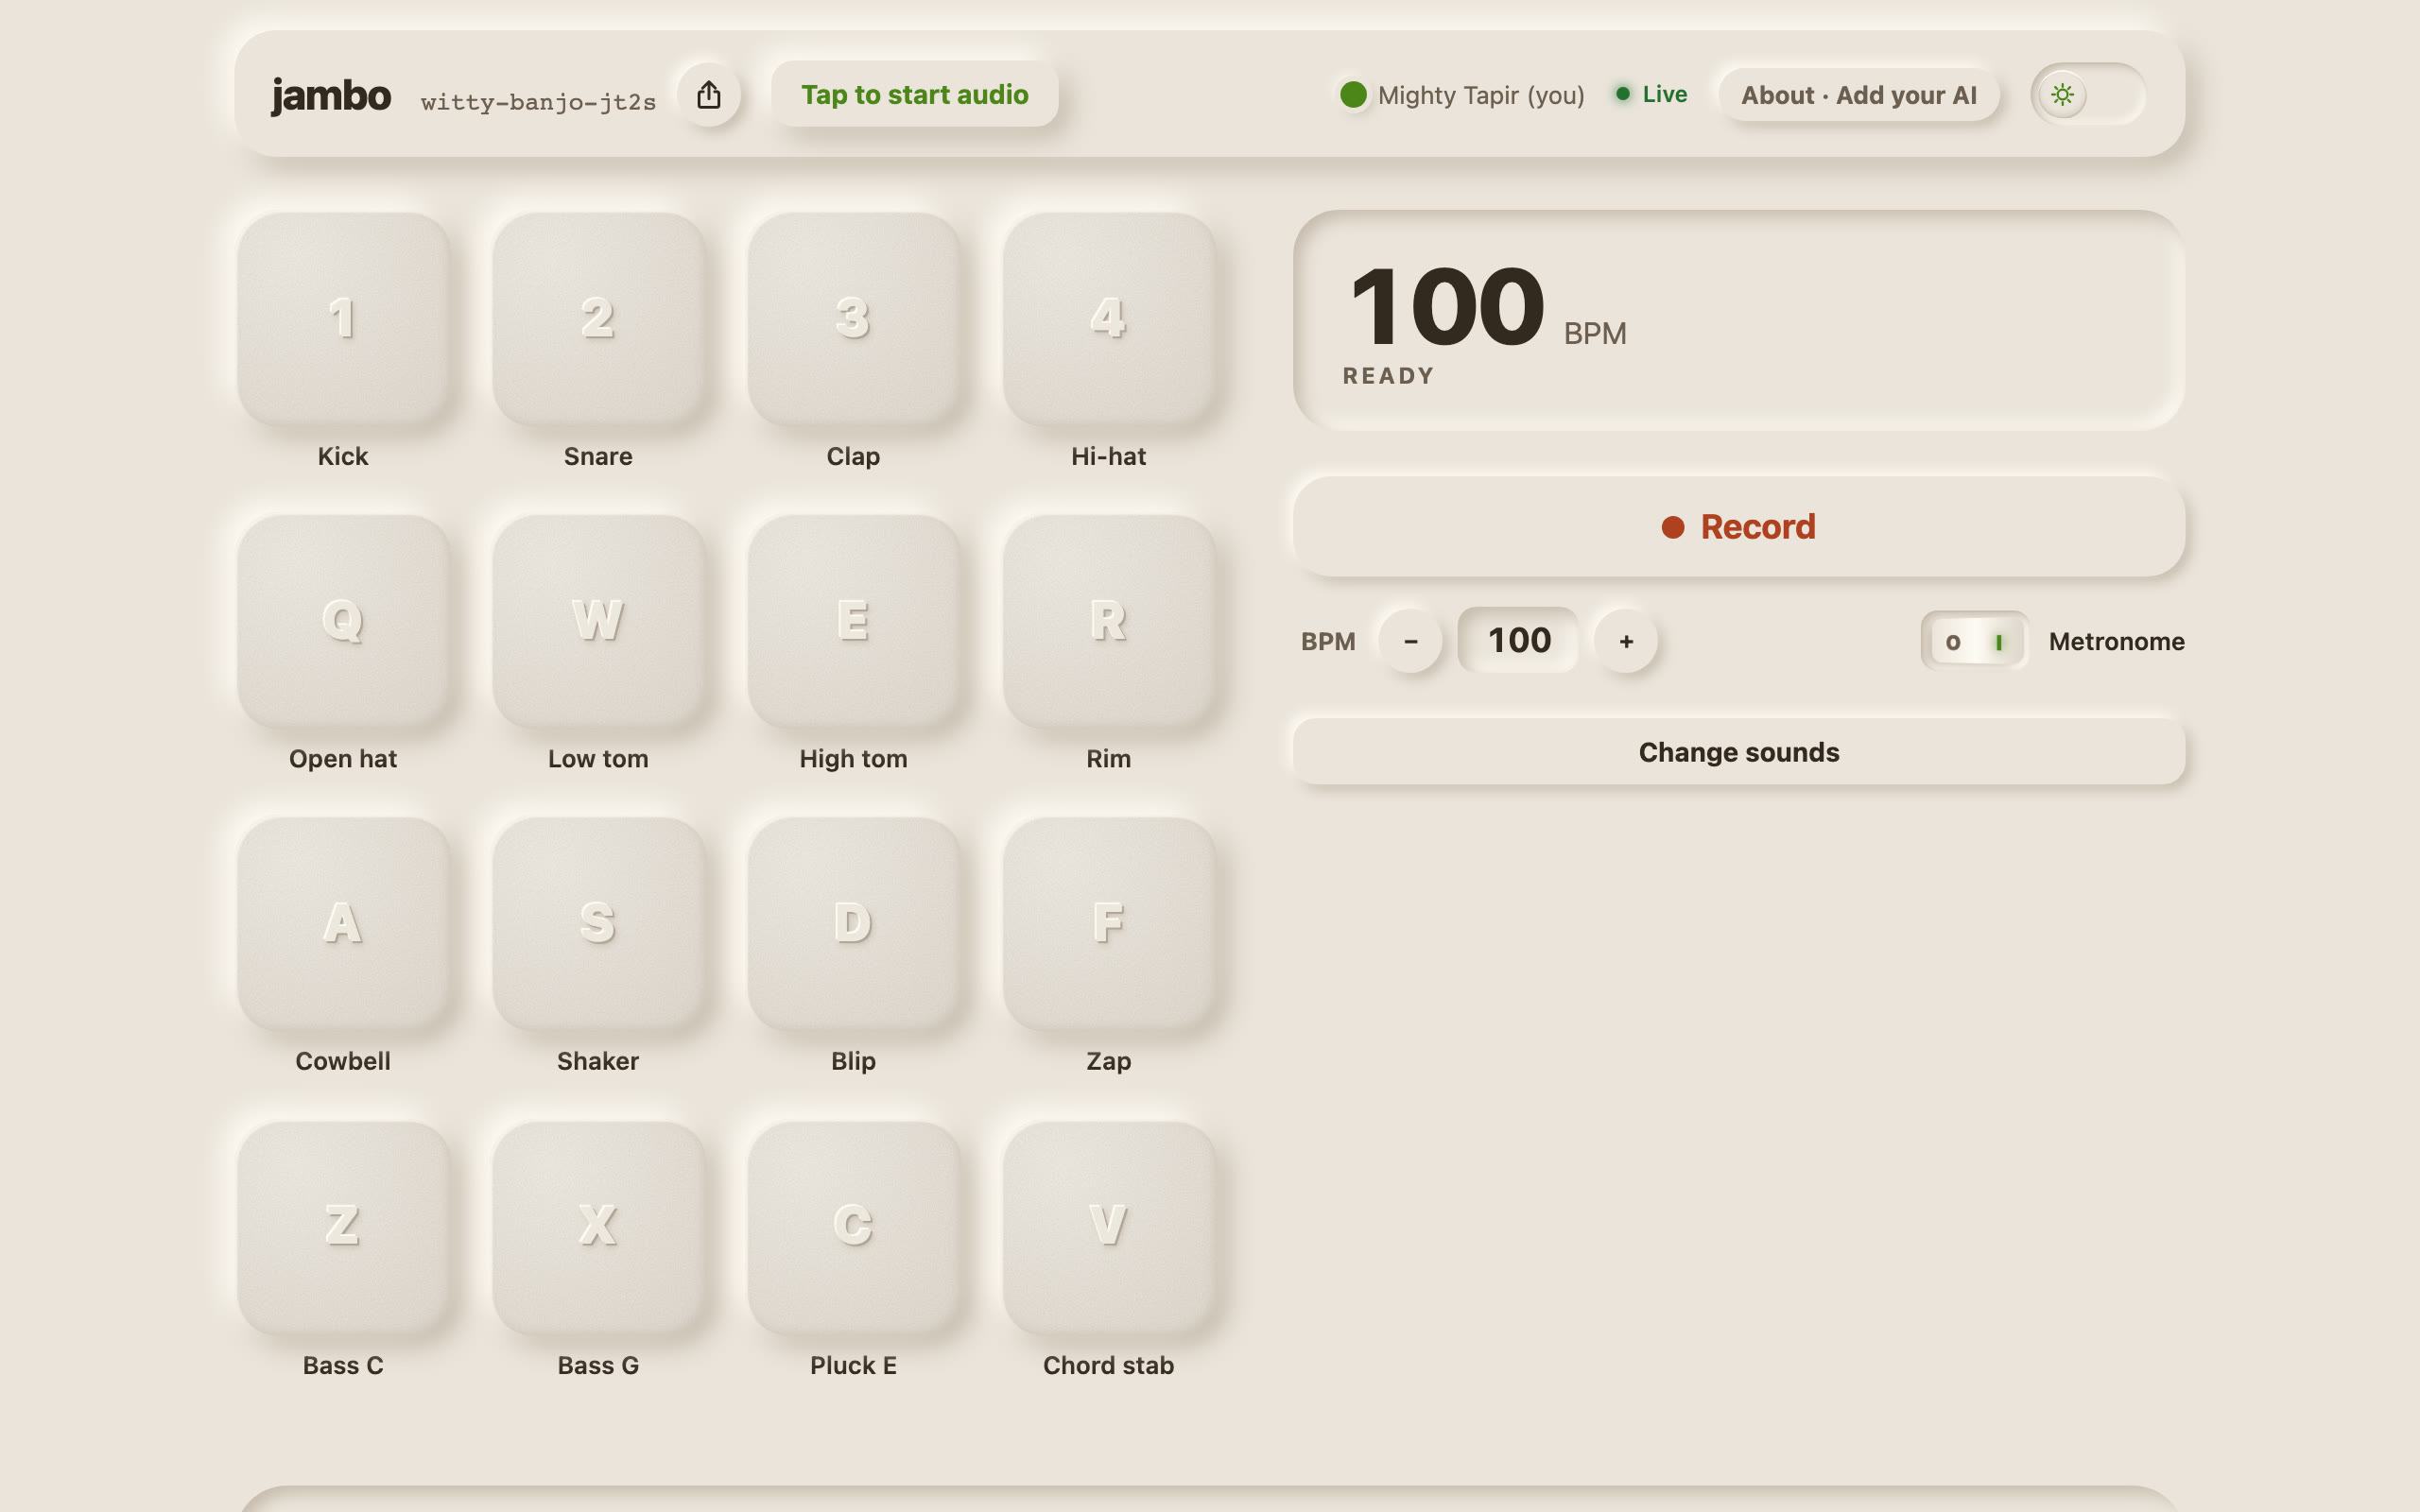 jambo witty-banjo-jt2s Tap to start audio Mighty Tapir (you) Live About · Add your AI
1 2 3 4
Kick Snare Clap Hi-hat
Q W E R
Open hat Low tom High tom Rim
A S D F
Cowbell Shaker Blip Zap
Z X C V
Bass C Bass G Pluck E Chord stab
100 BPM
READY
Record
BPM − 100 + O I Metronome
Change sounds